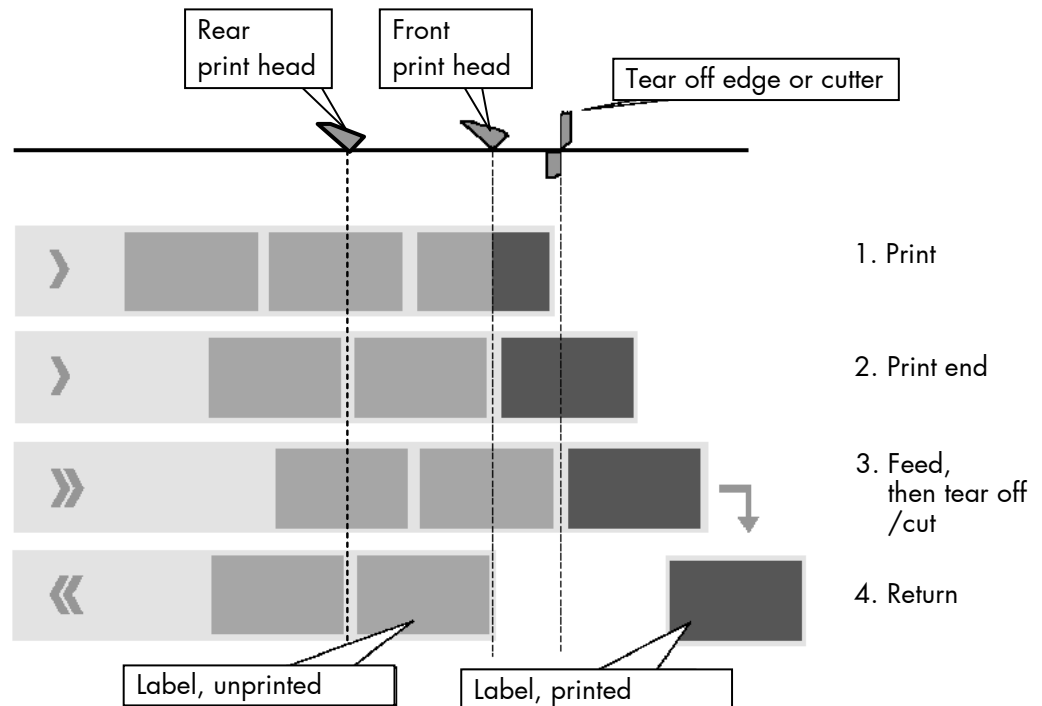 Rear
print head
Front
print head
Tear off edge or cutter
1. Print
2. Print end
3. Feed,
then tear off
/cut
4. Return
Label, unprinted
Label, printed